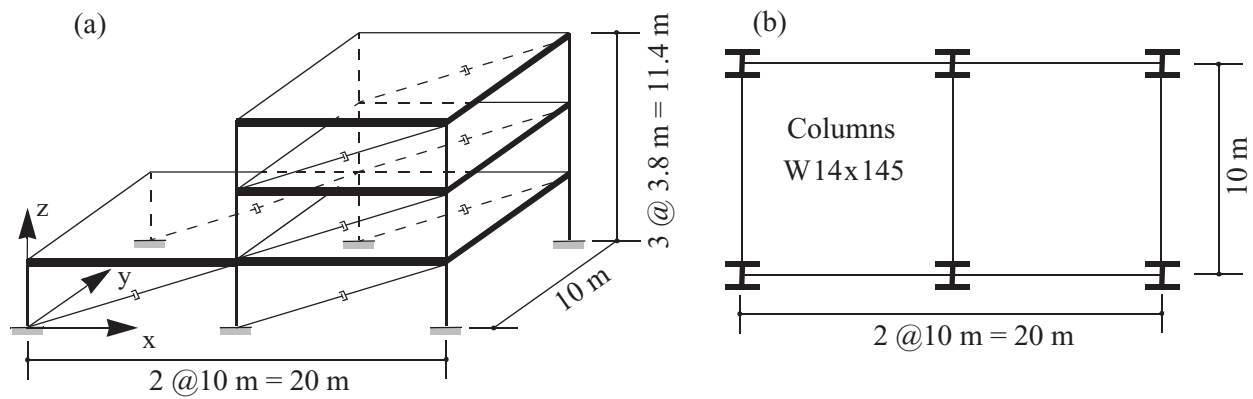 (a)
3 @ 3.8 m = 11.4 m
z
y
x
10 m
2 @10 m = 20 m
(b)
Columns
W14x145
10 m
2 @10 m = 20 m